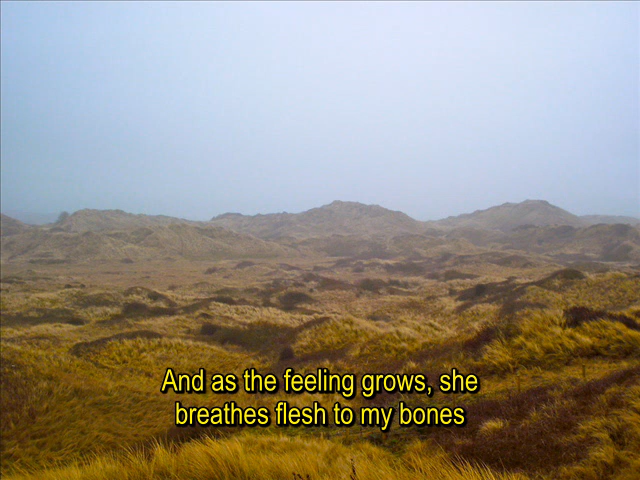 And as the feeling grows, she
breathes flesh to my bones